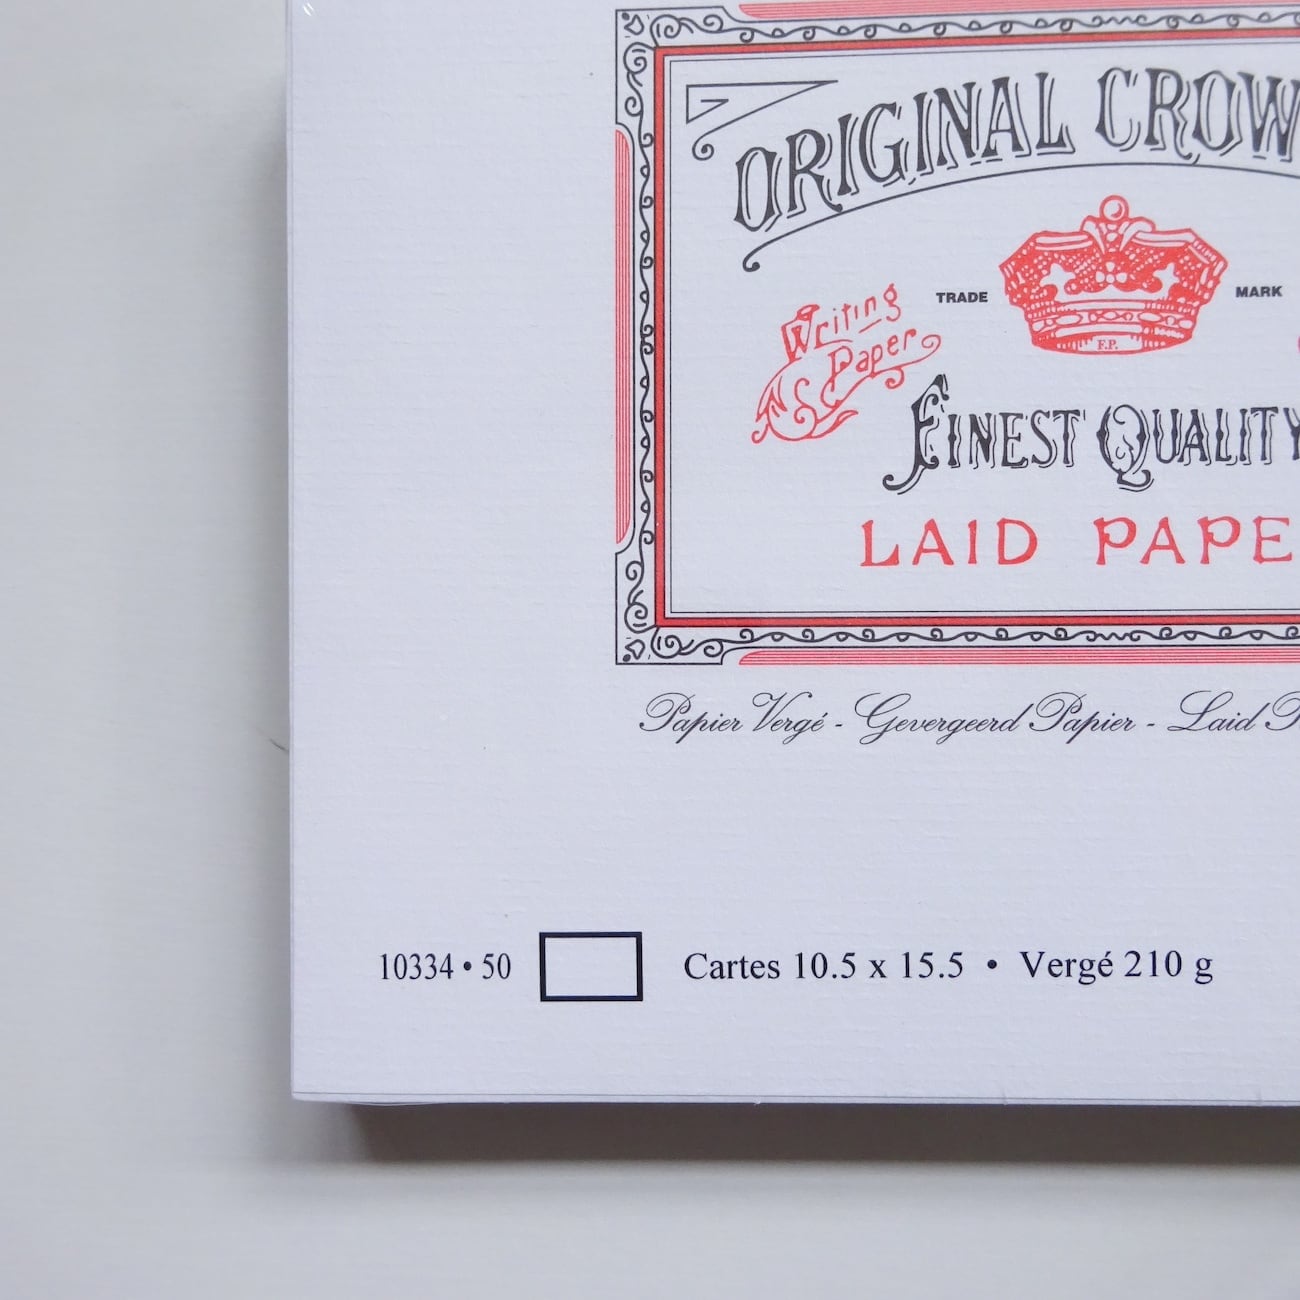 ORIGINAL CROW
TRADE MARK
F.P.
Writing
Paper
FINEST QUALITY
LAID PAPE
Papier Vergé - Gevergeerd Papier - Laid P
10334 • 50 Cartes 10.5 x 15.5 • Vergé 210 g